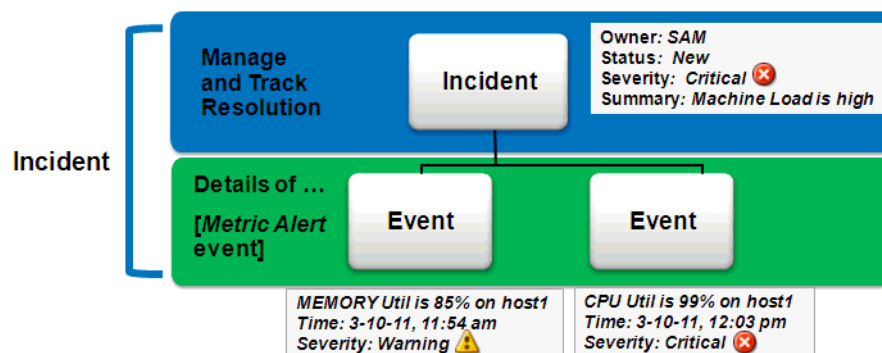 Manage
and Track
Resolution
Incident
Owner: SAM
Status: New
Severity: Critical
Summary: Machine Load is high
Incident
Details of ...
[Metric Alert
event]
Event
Event
MEMORY Util is 85% on host1
Time: 3-10-11, 11:54 am
Severity: Warning
CPU Util is 99% on host1
Time: 3-10-11, 12:03 pm
Severity: Critical